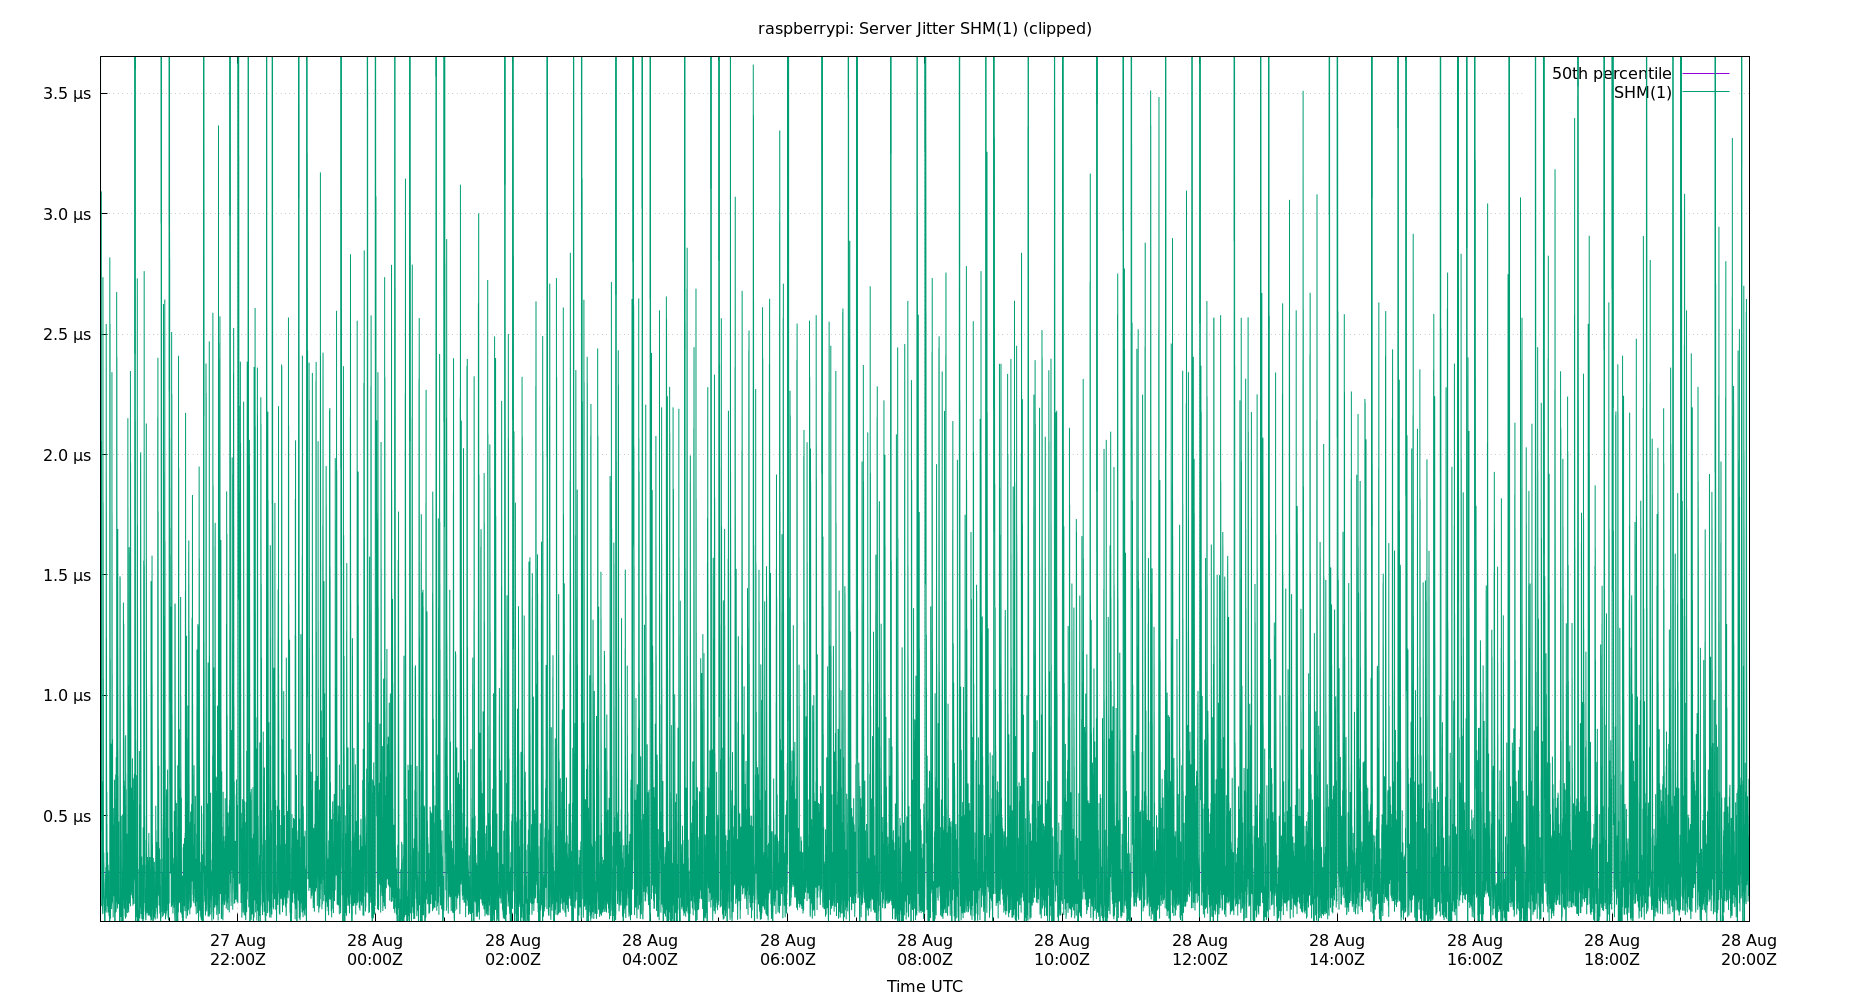 raspberrypi: Server Jitter SHM(1) (clipped)
50th percentile
SHM(1)
3.5 µs
3.0 µs
2.5 µs
2.0 µs
1.5 µs
1.0 µs
0.5 µs
27 Aug 28 Aug 28 Aug 28 Aug 28 Aug 28 Aug 28 Aug 28 Aug 28 Aug 28 Aug 28 Aug 28 Aug
22:00Z 00:00Z 02:00Z 04:00Z 06:00Z 08:00Z 10:00Z 12:00Z 14:00Z 16:00Z 18:00Z 20:00Z
Time UTC